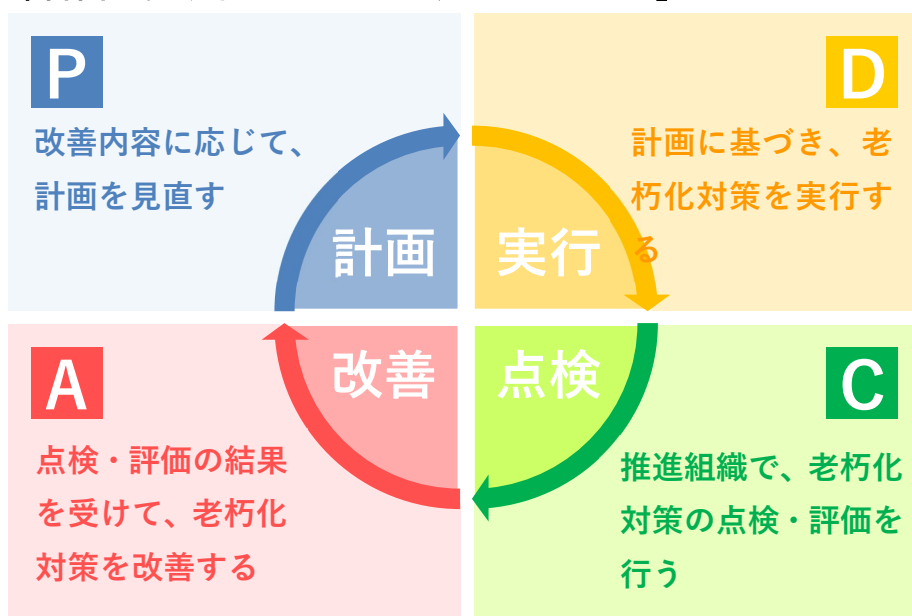 P
改善内容に応じて、
計画を見直す
計画
D
計画に基づき、老
朽化対策を実行す
る
実行
A
点検・評価の結果
を受けて、老朽化
対策を改善する
改善
C
推進組織で、老朽化
対策の点検・評価を
行う
点検